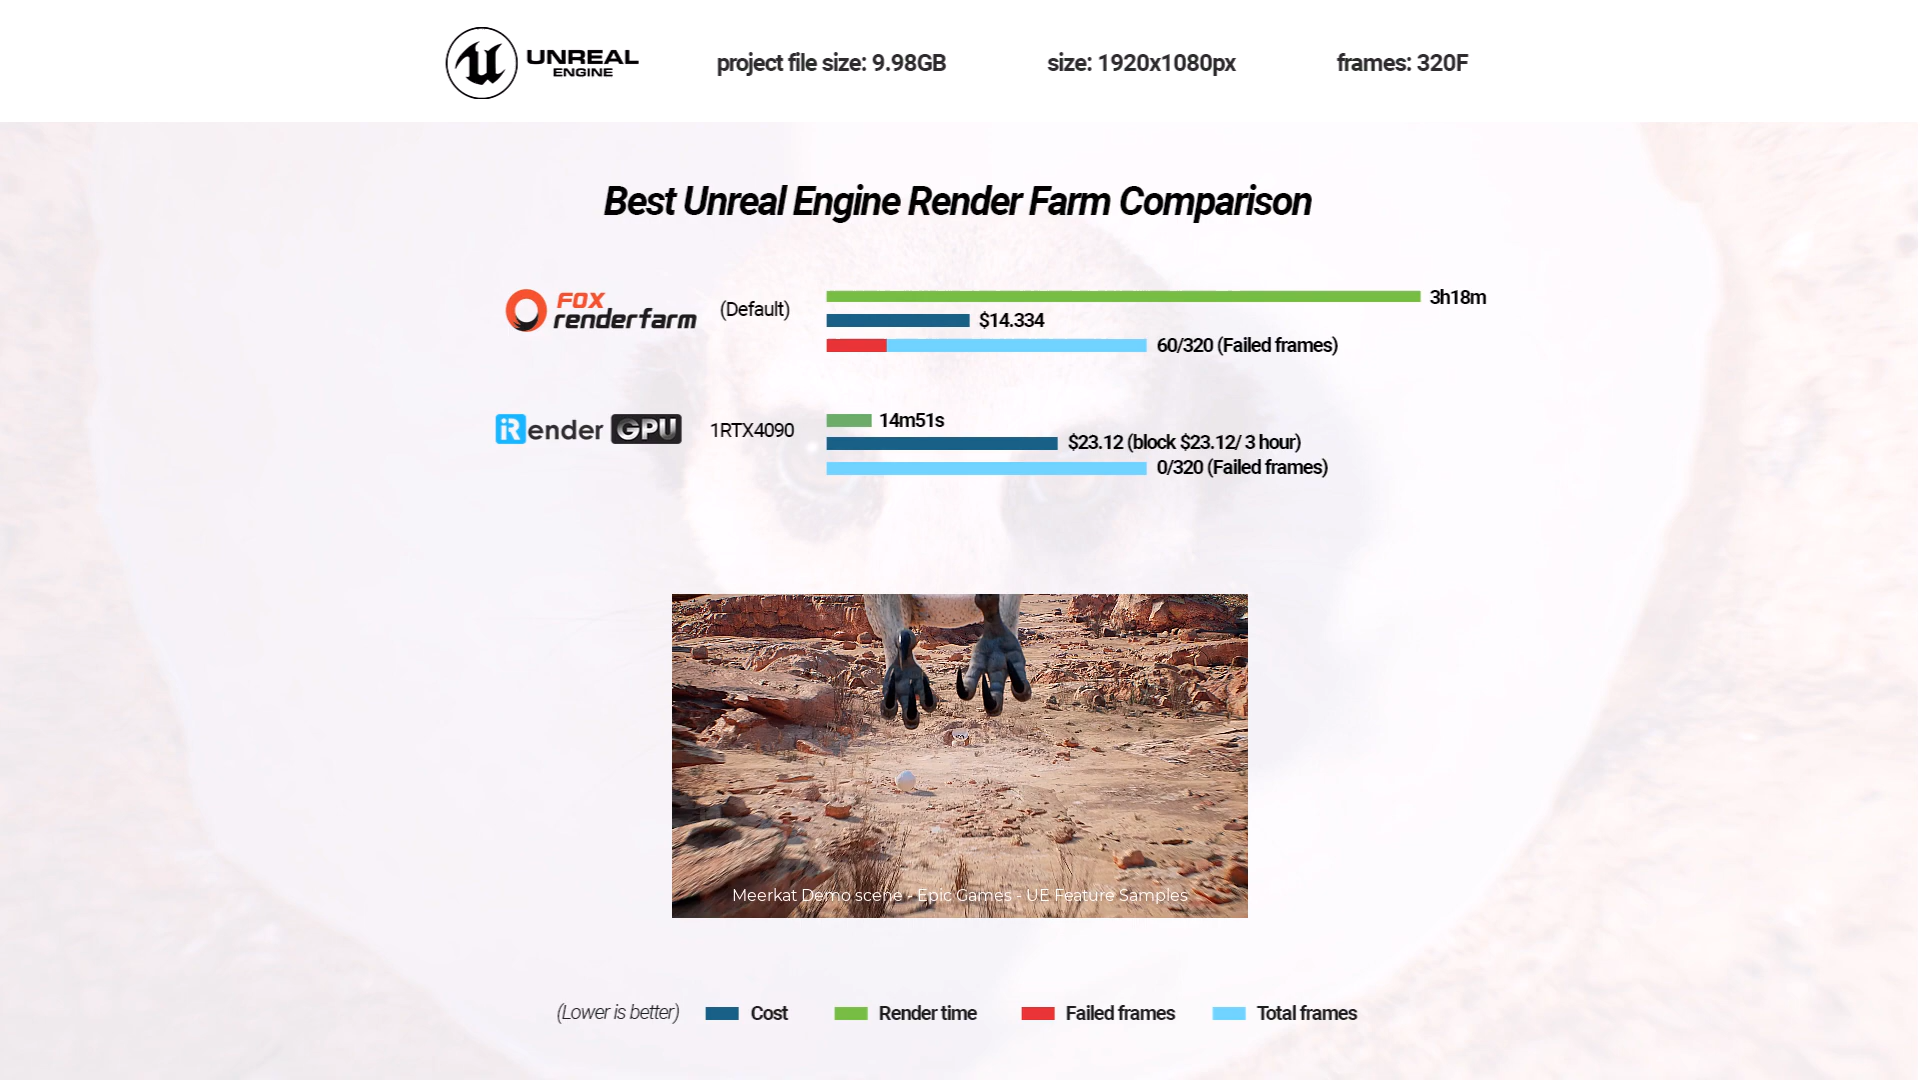 UNREAL
ENGINE
project file size: 9.98GB
size: 1920x1080px
frames: 320F
Best Unreal Engine Render Farm Comparison
FOX
renderfarm
(Default)
3h18m
$14.334
60/320 (Failed frames)
iRender GPU
1RTX4090
14m51s
$23.12 (block $23.12/ 3 hour)
0/320 (Failed frames)
Meerkat Demo scene - Epic Games - UE Feature Samples
(Lower is better)
Cost
Render time
Failed frames
Total frames